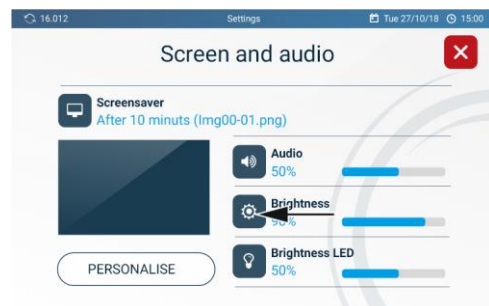 16.012 Settings Tue 27/10/18 15:00
Screen and audio
Screensaver
After 10 minuts (Img00-01.png)
Audio
50%
Brightness
90%
Brightness LED
50%
PERSONALISE